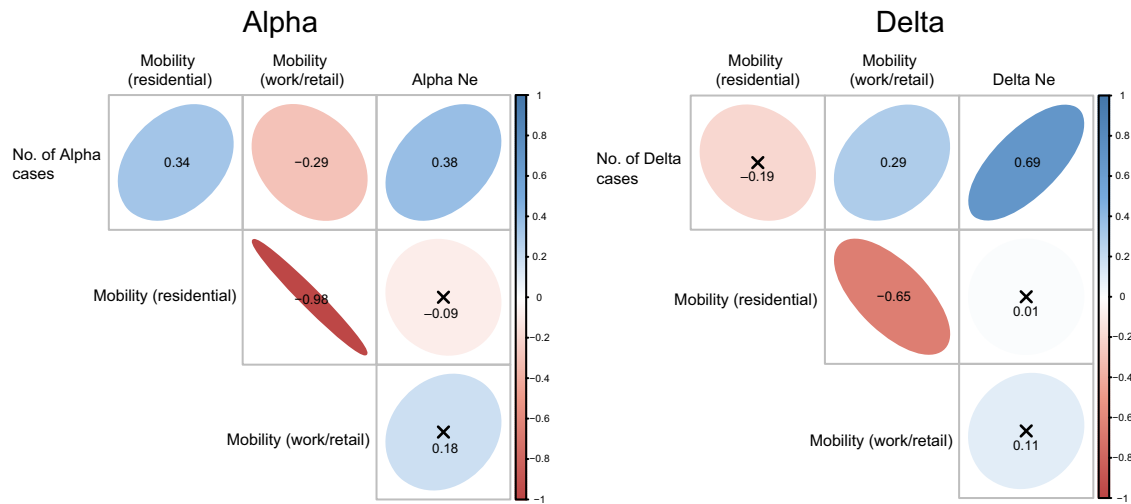 Alpha
Delta
Mobility
(residential)
Mobility
(work/retail)
Alpha Ne
No. of Alpha
cases
0.34
−0.29
0.38
Mobility (residential)
−0.98
−0.09
Mobility (work/retail)
0.18
1
0.8
0.6
0.4
0.2
0
−0.2
−0.4
−0.6
−0.8
−1
Mobility
(residential)
Mobility
(work/retail)
Delta Ne
No. of Delta
cases
−0.19
0.29
0.69
Mobility (residential)
−0.65
0.01
Mobility (work/retail)
0.11
1
0.8
0.6
0.4
0.2
0
−0.2
−0.4
−0.6
−0.8
−1